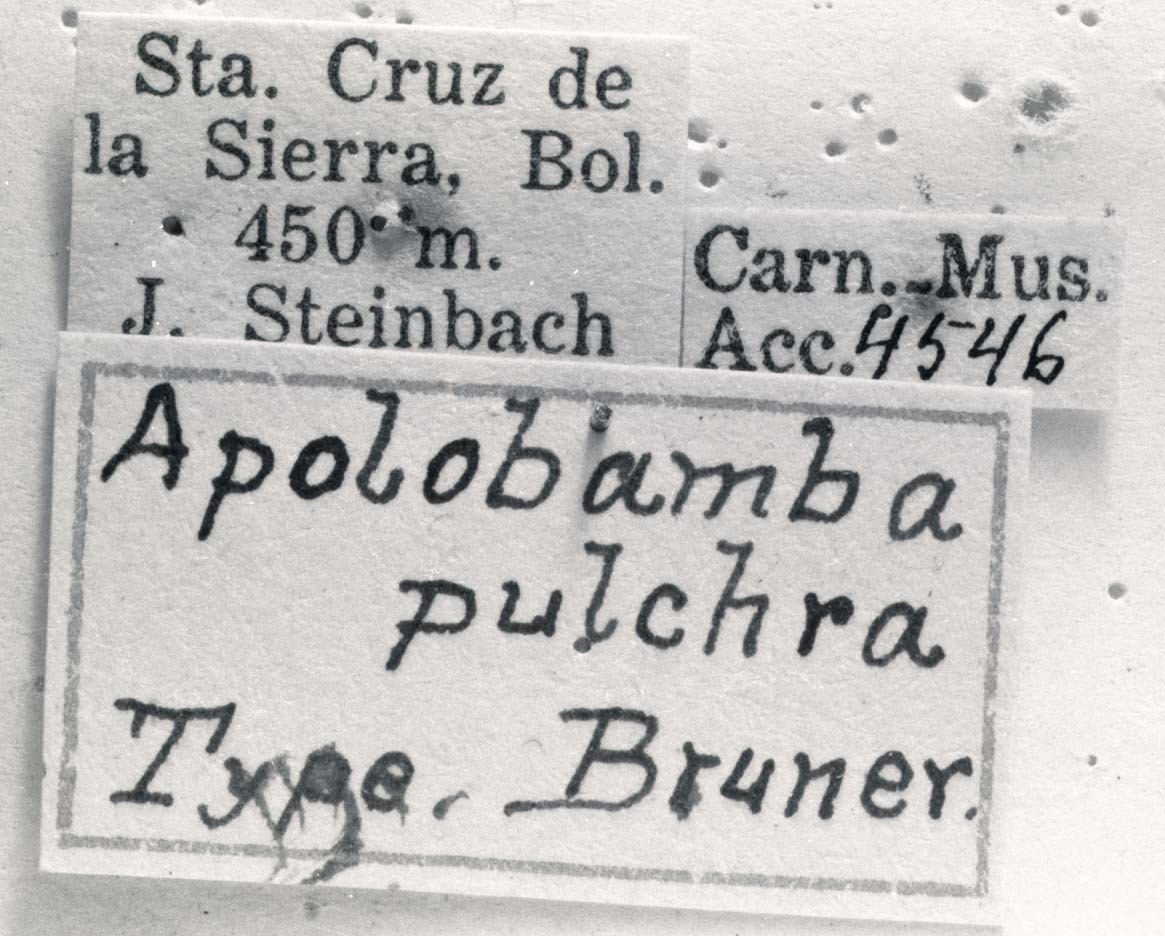 Sta. Cruz de
la Sierra, Bol.
450 m.
J. Steinbach
Carn. Mus.
Acc. 4546
Apolobamba
pulchra
Type. Bruner.